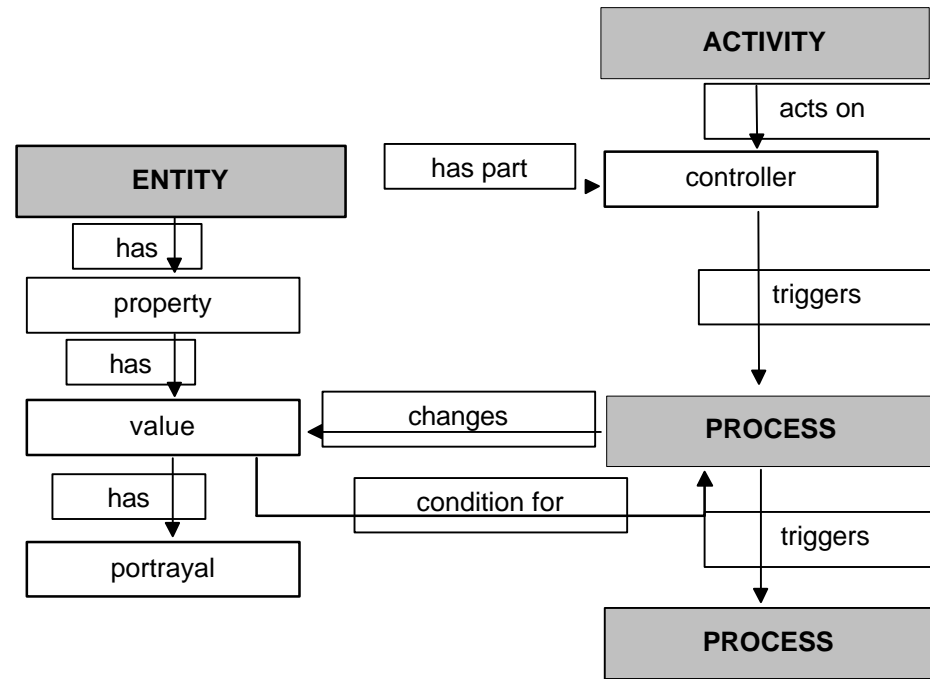 ACTIVITY
acts on
ENTITY
has part
controller
has
property
triggers
has
value
changes
PROCESS
has
condition for
triggers
portrayal
PROCESS